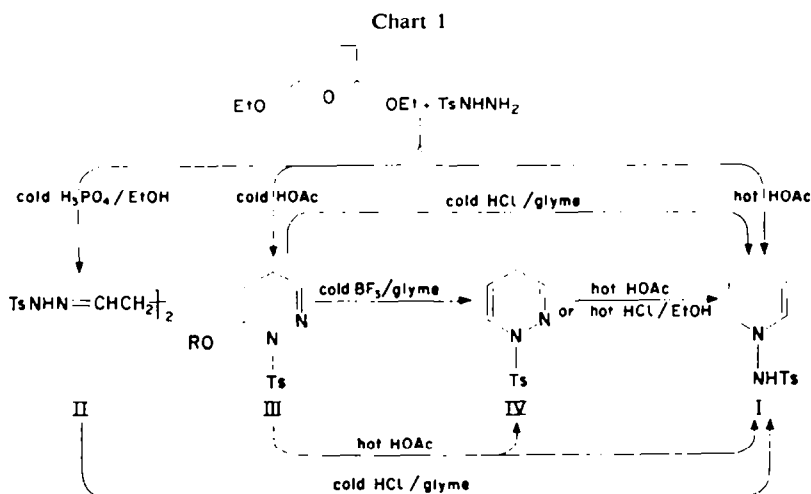 Chart 1
EtO O OEt + TsNHNH₂
cold H₃PO₄/EtOH cold HOAc cold HCl/glyme hot HOAc
TsNHN=CHCH₂⁆₂ RO N N Ts cold BF₃/glyme N N Ts hot HOAc or hot HCl/EtOH N NHTs
II III IV I
hot HOAc
cold HCl/glyme